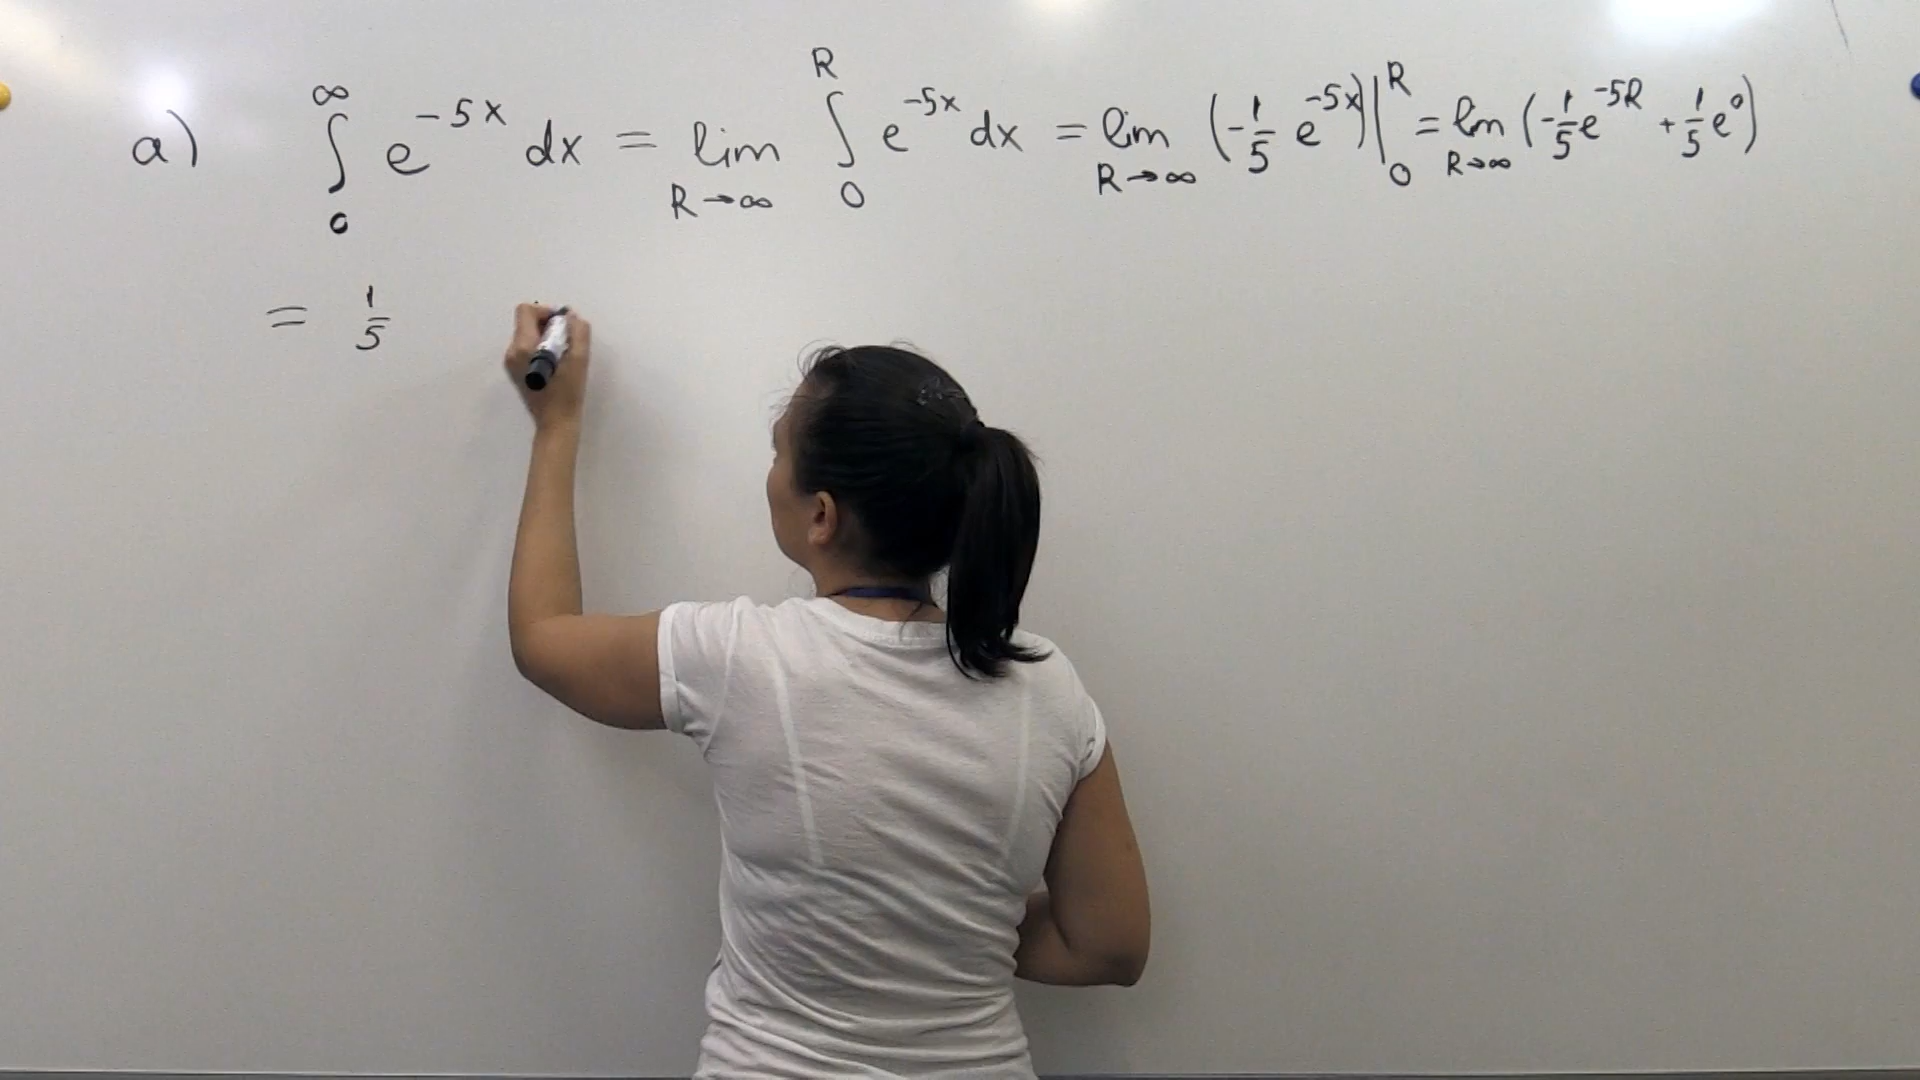 a) ∫₀^∞ e^{-5x} dx = lim_{R→∞} ∫₀^R e^{-5x} dx = lim_{R→∞} (-1/5 e^{-5x})|₀^R = lim_{R→∞} (-1/5 e^{-5R} + 1/5 e⁰)
= 1/5